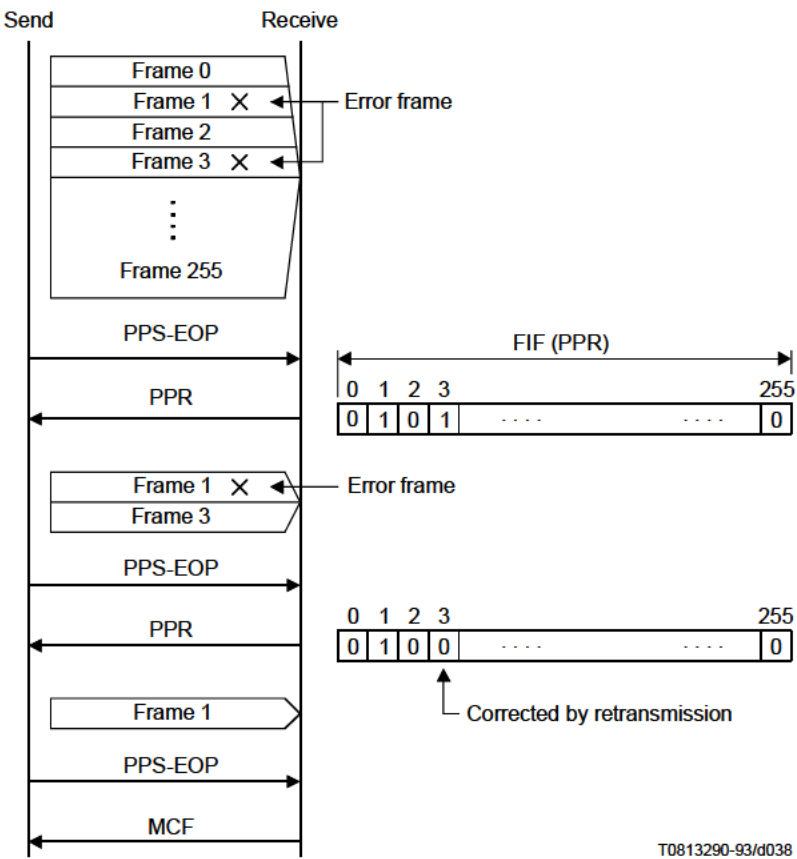 Send Receive
Frame 0
Frame 1 X Error frame
Frame 2
Frame 3 X
Frame 255
PPS-EOP
FIF (PPR)
PPR
0 1 2 3 255
0 1 0 1 . . . . . . . . 0
Frame 1 X Error frame
Frame 3
PPS-EOP
PPR
0 1 2 3 255
0 1 0 0 . . . . . . . . 0
Frame 1
Corrected by retransmission
PPS-EOP
MCF
T0813290-93/d038